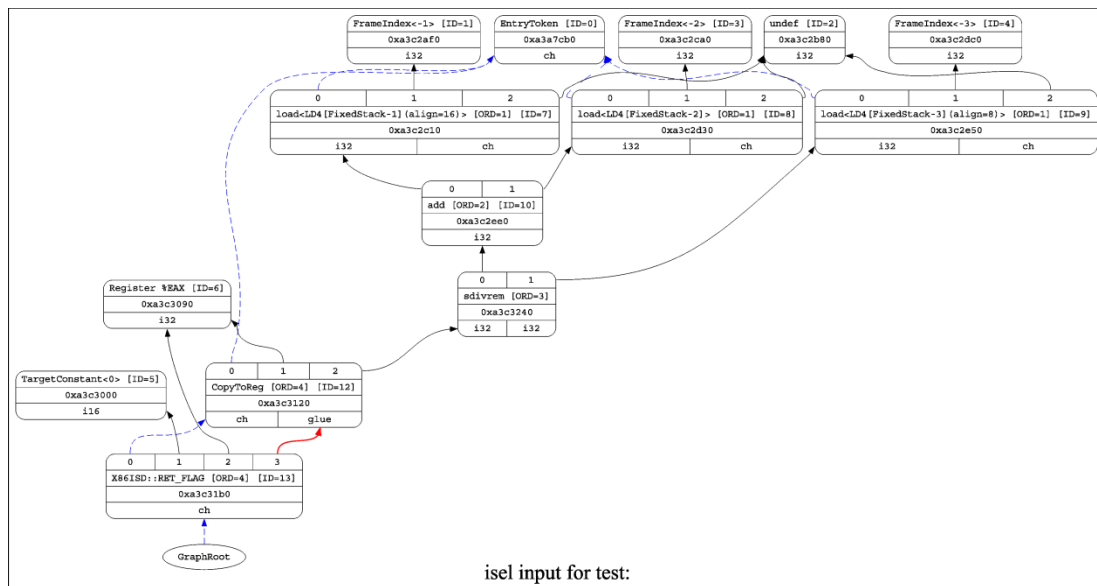 FrameIndex<-1> [ID=1]
0xa3c2af0
i32
EntryToken [ID=0]
0xa3a7cb0
ch
FrameIndex<-2> [ID=3]
0xa3c2ca0
i32
undef [ID=2]
0xa3c2b80
i32
FrameIndex<-3> [ID=4]
0xa3c2dc0
i32
0 1 2
load<LD4[FixedStack-1](align=16)> [ORD=1] [ID=7]
0xa3c2c10
i32 ch
0 1 2
load<LD4[FixedStack-2]> [ORD=1] [ID=8]
0xa3c2d30
i32 ch
0 1 2
load<LD4[FixedStack-3](align=8)> [ORD=1] [ID=9]
0xa3c2e50
i32 ch
0 1
add [ORD=2] [ID=10]
0xa3c2ee0
i32
0 1
sdivrem [ORD=3]
0xa3c3240
i32 i32
Register %EAX [ID=6]
0xa3c3090
i32
TargetConstant<0> [ID=5]
0xa3c3000
i16
0 1 2
CopyToReg [ORD=4] [ID=12]
0xa3c3120
ch glue
0 1 2 3
X86ISD::RET_FLAG [ORD=4] [ID=13]
0xa3c31b0
ch
GraphRoot
isel input for test: